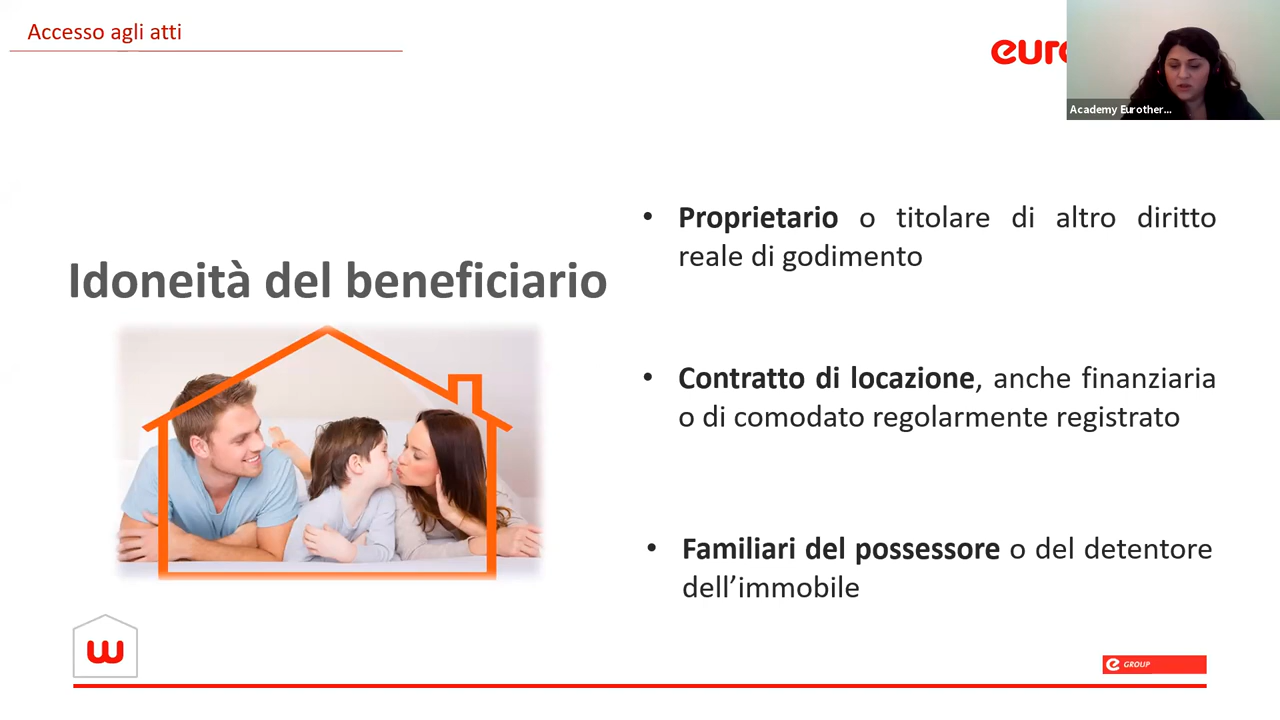 Accesso agli atti
Academy Eurother...
Idoneità del beneficiario
• Proprietario o titolare di altro diritto
reale di godimento
• Contratto di locazione, anche finanziaria
o di comodato regolarmente registrato
• Familiari del possessore o del detentore
dell'immobile
w
e GROUP